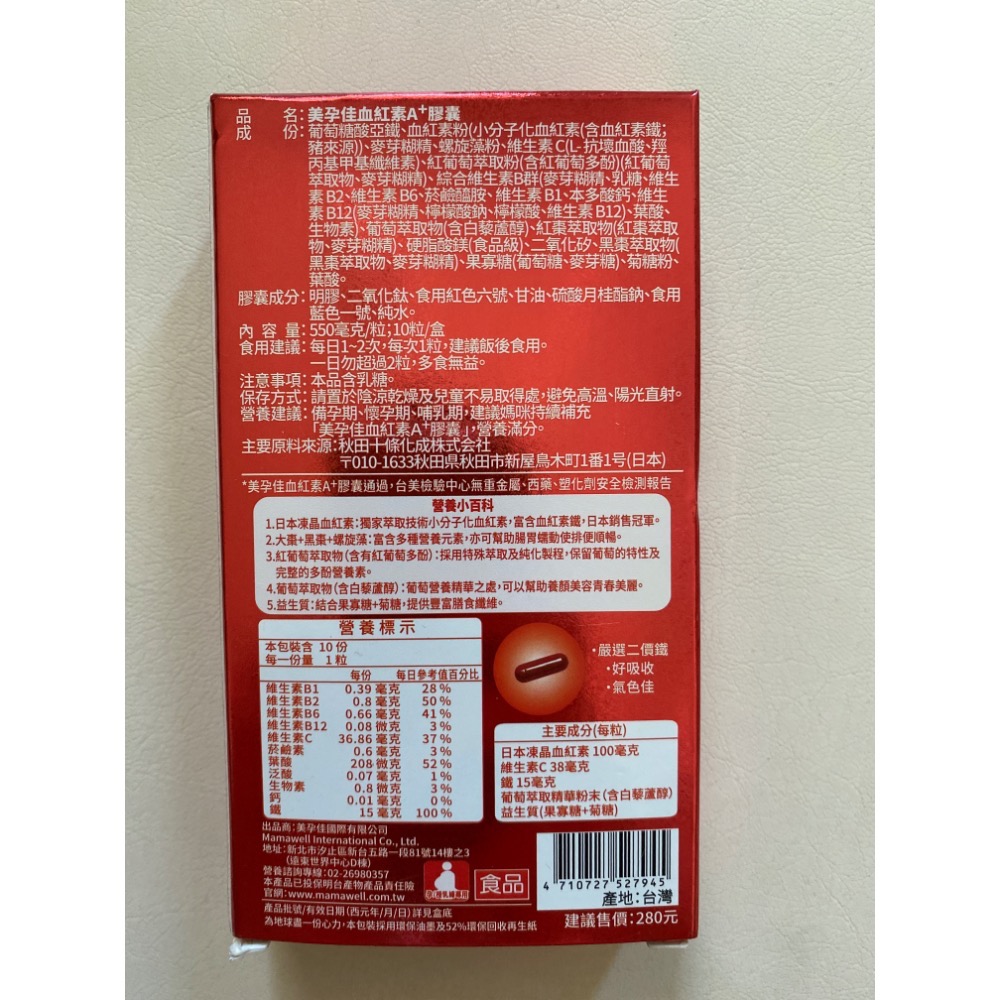 品　　名：美孕佳血紅素A⁺膠囊
成　　份：葡萄糖酸亞鐵、血紅素粉(小分子化血紅素(含血紅素鐵；
豬來源))、麥芽糊精、螺旋藻粉、維生素C(L-抗壞血酸、羥
丙基甲基纖維素)、紅葡萄萃取粉(含紅葡萄多酚)(紅葡萄
萃取物、麥芽糊精)、綜合維生素B群(麥芽糊精、乳糖、維生
素B2、維生素B6、菸鹼醯胺、維生素B1、本多酸鈣、維生
素B12(麥芽糊精、檸檬酸鈉、檸檬酸、維生素B12)、葉酸、
生物素)、葡萄萃取物(含白藜蘆醇)、紅棗萃取物(紅棗萃取
物、麥芽糊精)、硬脂酸鎂(食品級)、二氧化矽、黑棗萃取物(
黑棗萃取物、麥芽糊精)、果寡糖(葡萄糖、麥芽糖)、菊糖粉、
葉酸。
膠囊成分：明膠、二氧化鈦、食用紅色六號、甘油、硫酸月桂酯鈉、食用
藍色一號、純水。
內 容 量：550毫克/粒;10粒/盒
食用建議：每日1~2次,每次1粒,建議飯後食用。
一日勿超過2粒,多食無益。
注意事項：本品含乳糖。
保存方式：請置於陰涼乾燥及兒童不易取得處,避免高溫、陽光直射。
營養建議：備孕期、懷孕期、哺乳期,建議媽咪持續補充
「美孕佳血紅素A⁺膠囊」,營養滿分。
主要原料來源：秋田十條化成株式会社
〒010-1633秋田県秋田市新屋鳥木町1番1号(日本)
*美孕佳血紅素A⁺膠囊通過,台美檢驗中心無重金屬、西藥、塑化劑安全檢測報告
營養小百科
1.日本凍晶血紅素：獨家萃取技術小分子化血紅素,富含血紅素鐵,日本銷售冠軍。
2.大棗+黑棗+螺旋藻：富含多種營養元素,亦可幫助腸胃蠕動使排便順暢。
3.紅葡萄萃取物(含有紅葡萄多酚)：採用特殊萃取及純化製程,保留葡萄的特性及
完整的多酚營養素。
4.葡萄萃取物(含白藜蘆醇)：葡萄營養精華之處,可以幫助養顏美容青春美麗。
5.益生質：結合果寡糖+菊糖,提供豐富膳食纖維。
營養標示
本包裝含 10份
每一份量 1粒
每份　每日參考值百分比
維生素B1　0.39 毫克　28 %
維生素B2　0.8 毫克　50 %
維生素B6　0.66 毫克　41 %
維生素B12　0.08 微克　3 %
維生素C　36.86 毫克　37 %
菸鹼素　0.6 毫克　3 %
葉酸　208 微克　52 %
泛酸　0.07 毫克　1 %
生物素　0.8 微克　3 %
鈣　0.01 毫克　0 %
鐵　15 毫克　100 %
・嚴選二價鐵
・好吸收
・氣色佳
主要成分(每粒)
日本凍晶血紅素 100毫克
維生素C 38毫克
鐵 15毫克
葡萄萃取精華粉末(含白藜蘆醇)
益生質(果寡糖+菊糖)
出品商：美孕佳國際有限公司
Mamawell International Co., Ltd.
地址：新北市汐止區新台五路一段81號14樓之3
(遠東世界中心D棟)
營養諮詢專線：02-26980357
本產品已投保明台產物產品責任險
官網：www.mamawell.com.tw
產品批號/有效日期(西元年/月/日)詳見盒底
為地球盡一份心力,本包裝採用環保油墨及52%環保回收再生紙
食品
4 710727 527945
產地：台灣
建議售價：280元